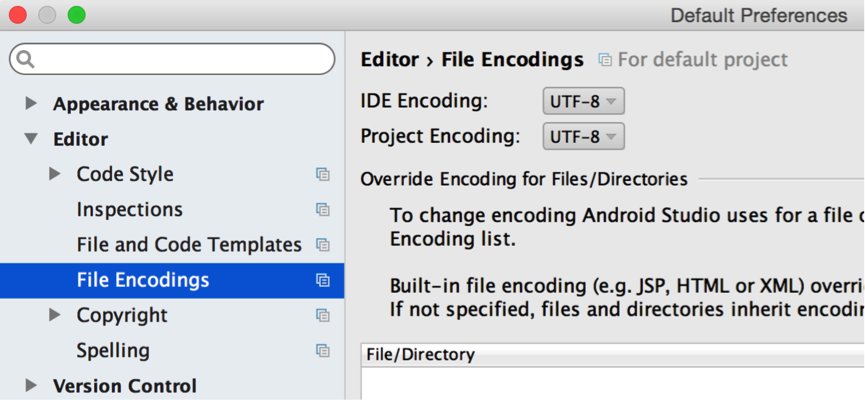 Default Preferences
Appearance & Behavior
Editor
Code Style
Inspections
File and Code Templates
File Encodings
Copyright
Spelling
Version Control
Editor › File Encodings For default project
IDE Encoding: UTF-8
Project Encoding: UTF-8
Override Encoding for Files/Directories
To change encoding Android Studio uses for a file
Encoding list.
Built-in file encoding (e.g. JSP, HTML or XML) overri
If not specified, files and directories inherit encodin
File/Directory